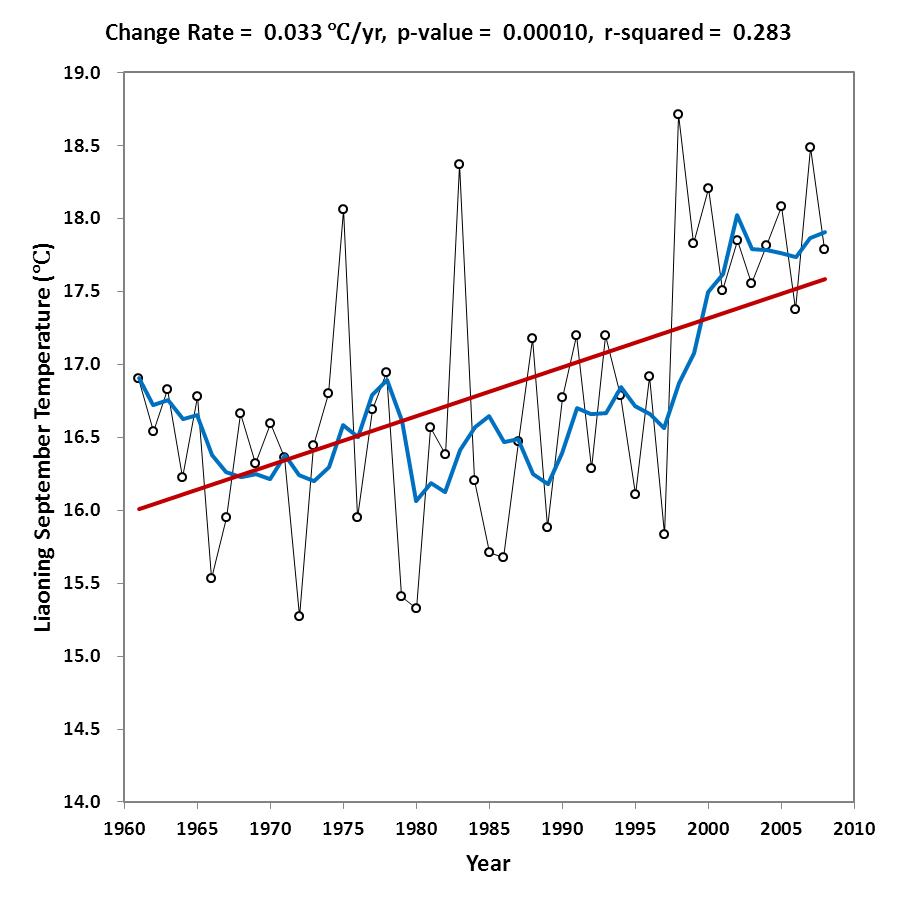 Change Rate = 0.033 ℃/yr, p-value = 0.00010, r-squared = 0.283
Liaoning September Temperature (℃)
19.0
18.5
18.0
17.5
17.0
16.5
16.0
15.5
15.0
14.5
14.0
1960 1965 1970 1975 1980 1985 1990 1995 2000 2005 2010
Year